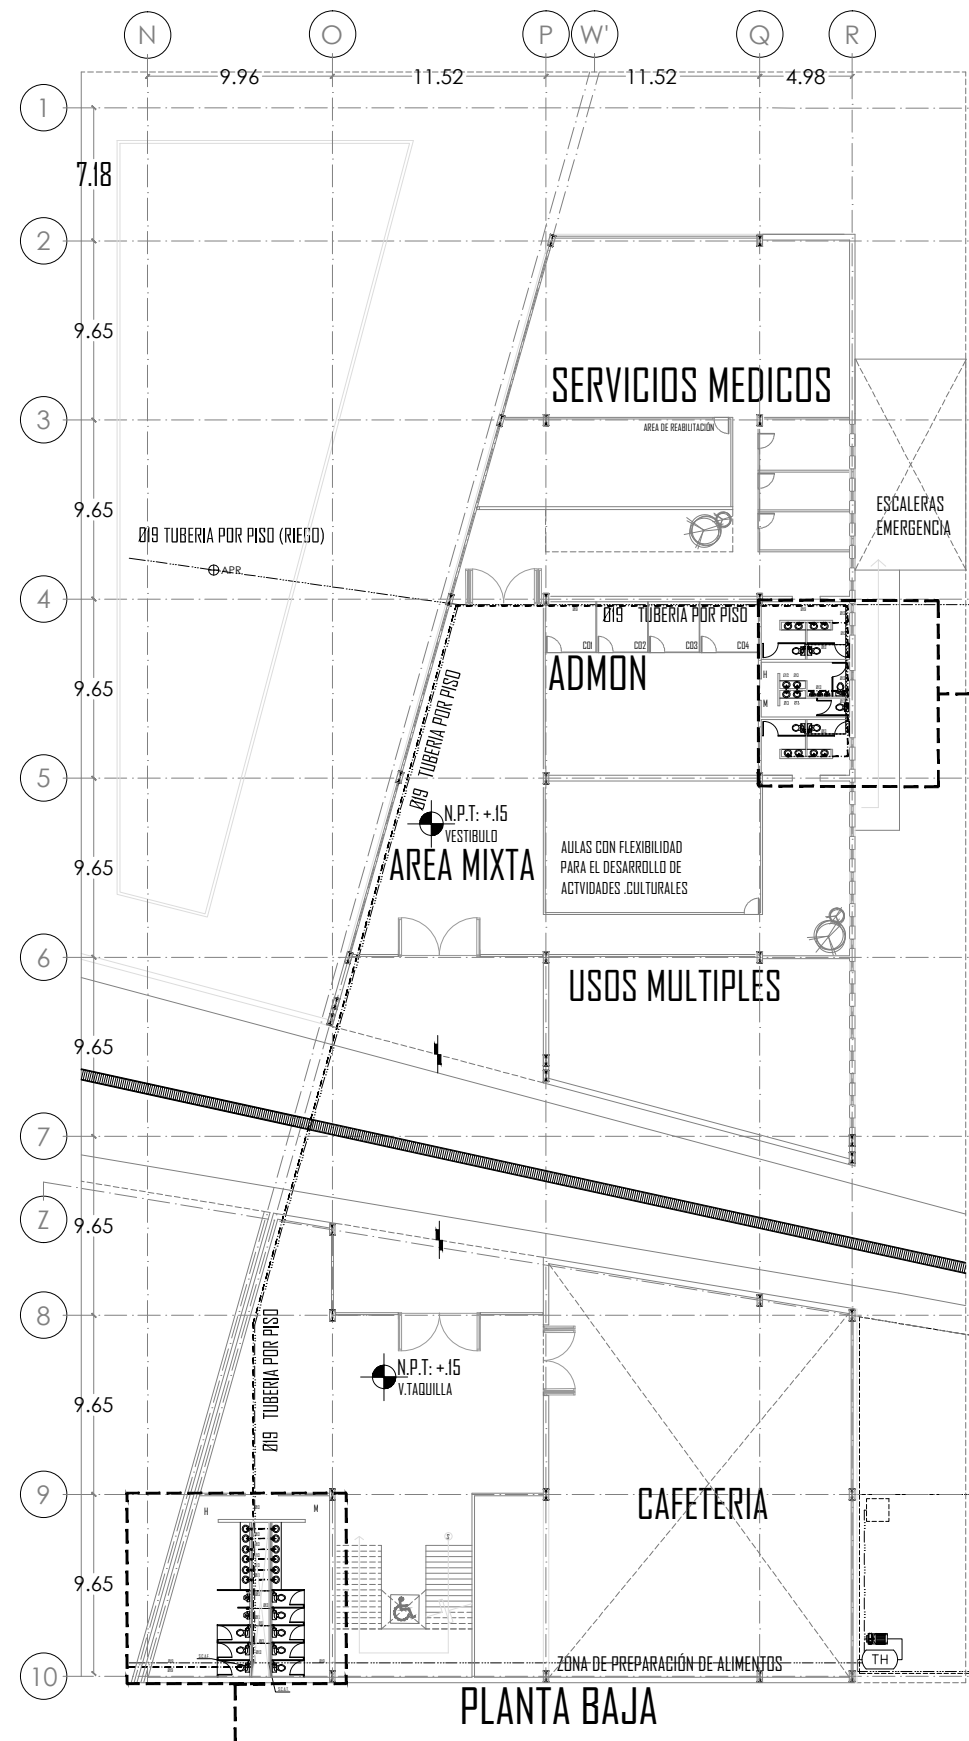 N O P W' Q R
9.96 11.52 11.52 4.98
1
7.18
2
9.65
SERVICIOS MEDICOS
3
AREA DE REABILITACIÓN
9.65
ESCALERAS
EMERGENCIA
Ø19 TUBERIA POR PISO (RIEGO)
APR
4
Ø19 TUBERIA POR PISO
C01 C02 C03 C04
ADMON
H
M
9.65
Ø19 TUBERIA POR PISO
5
N.P.T: +.15
VESTIBULO
AREA MIXTA
AULAS CON FLEXIBILIDAD
PARA EL DESARROLLO DE
ACTVIDADES .CULTURALES
9.65
6
USOS MULTIPLES
9.65
7
Z
9.65
8
Ø19 TUBERIA POR PISO
N.P.T: +.15
V.TAQUILLA
9.65
9
CAFETERIA
H M
9.65
TH
ZONA DE PREPARACIÓN DE ALIMENTOS
10
PLANTA BAJA